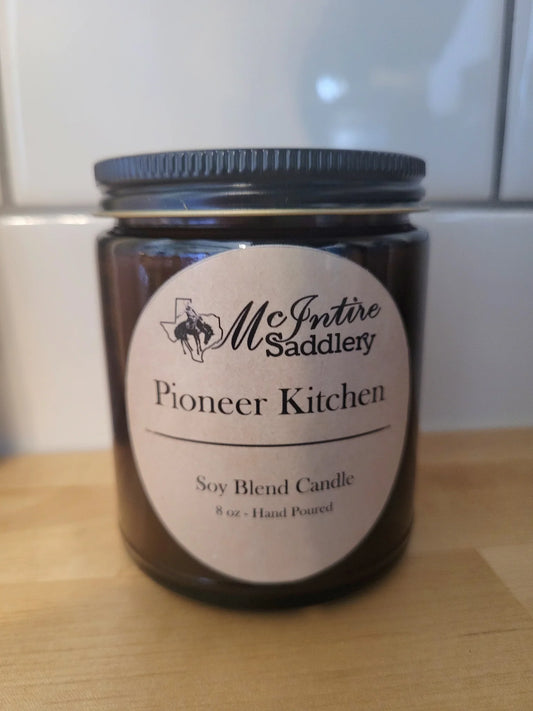 McIntire
Saddlery
Pioneer Kitchen
Soy Blend Candle
8 oz - Hand Poured